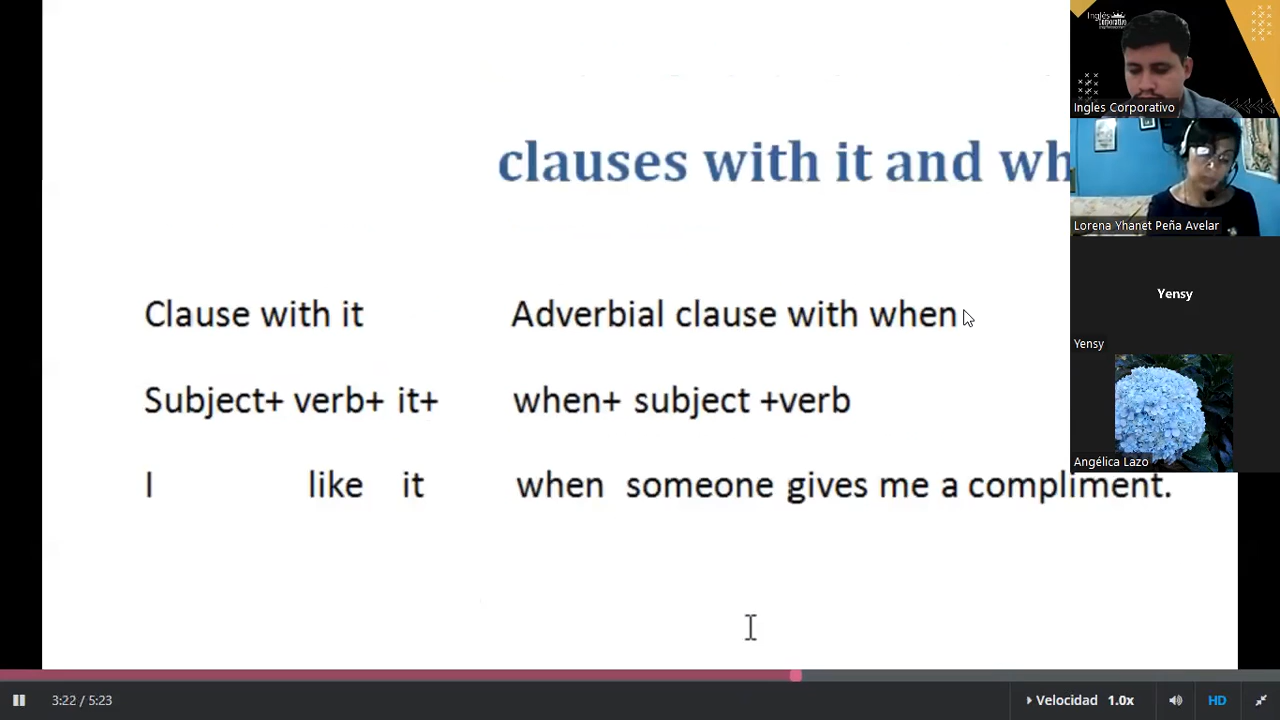 clauses with it and wh
Clause with it Adverbial clause with when
Subject+ verb+ it+ when+ subject +verb
I like it when someone gives me a compliment.
Inglés
Corporativo
Ingles Corporativo
Lorena Yhanet Peña Avelar
Yensy
Yensy
Angélica Lazo
3:22 / 5:23
Velocidad 1.0x
HD